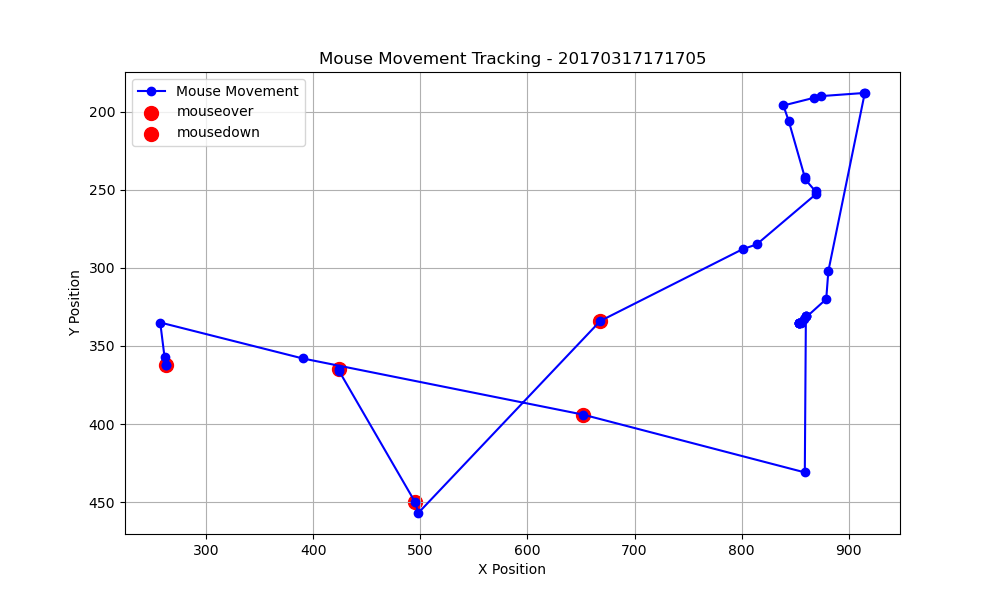 Mouse Movement Tracking - 20170317171705
Mouse Movement
mouseover
mousedown
200
250
300
350
400
450
Y Position
300 400 500 600 700 800 900
X Position